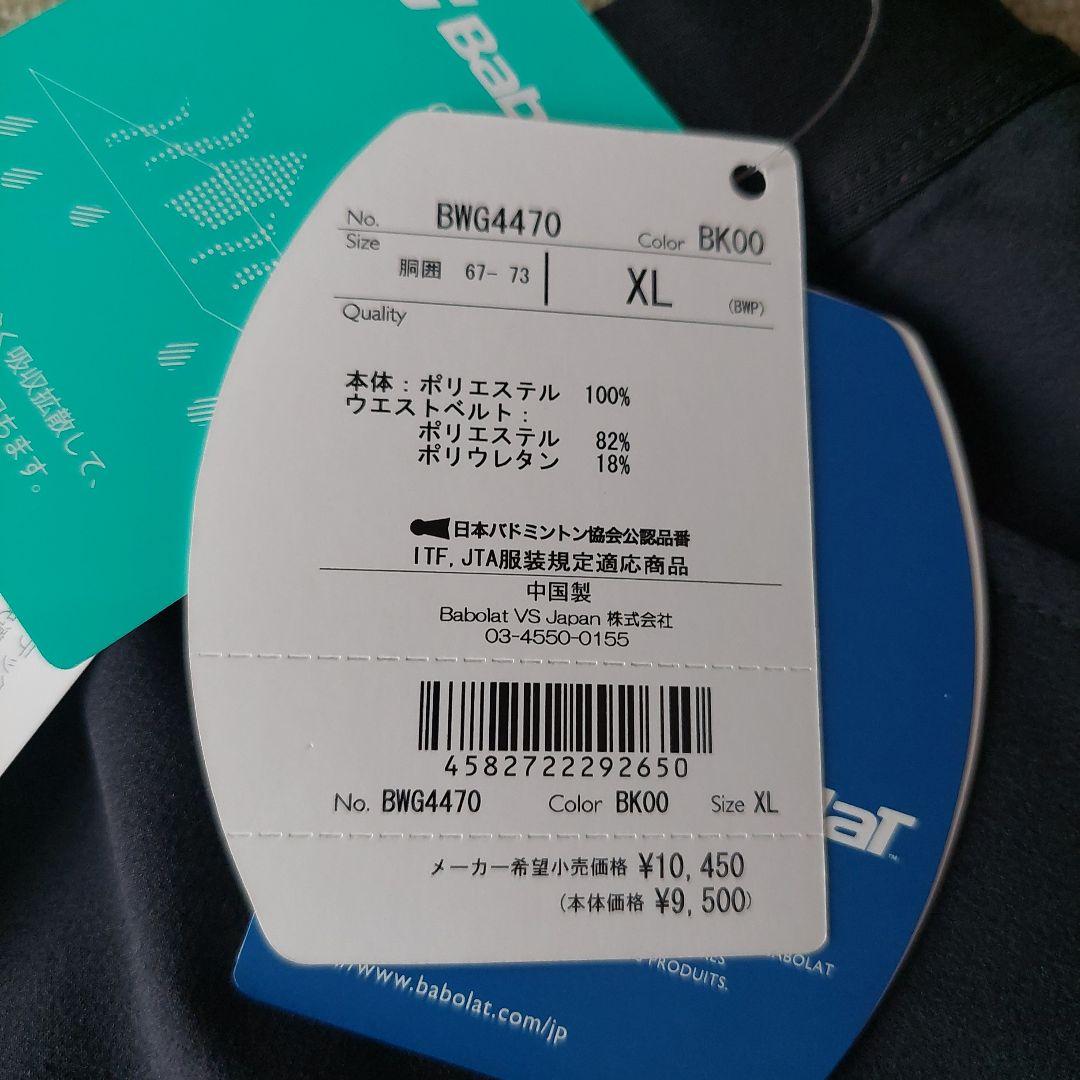 Bab
吸収拡散して、
ます。
No. BWG4470 Color BK00
Size
胴囲 67- 73 XL (BWP)
Quality
本体：ポリエステル 100%
ウエストベルト：
ポリエステル 82%
ポリウレタン 18%
日本バドミントン協会公認品番
ITF,JTA服装規定適応商品
中国製
Babolat VS Japan 株式会社
03-4550-0155
4582722292650
No. BWG4470 Color BK00 Size XL
メーカー希望小売価格 ¥10,450
(本体価格 ¥9,500)
olaT
BABOLAT
PRODUITS.
//www.babolat.com/jp